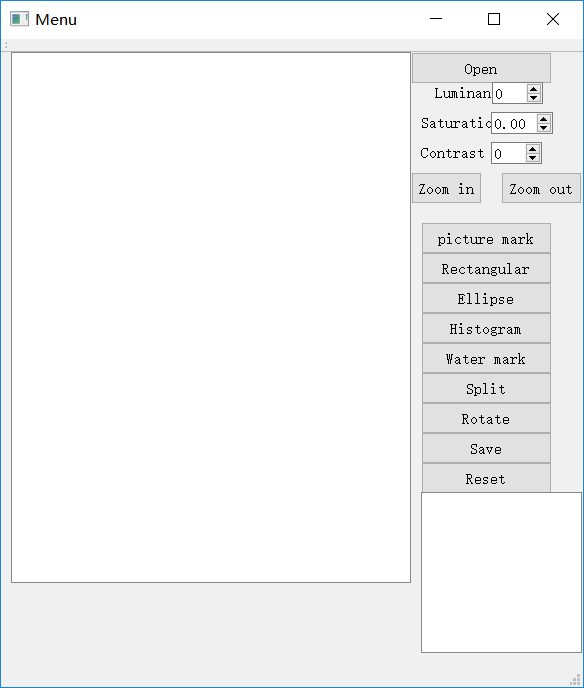 Menu
Open
Luminan 0
Saturatio 0.00
Contrast 0
Zoom in Zoom out
picture mark
Rectangular
Ellipse
Histogram
Water mark
Split
Rotate
Save
Reset